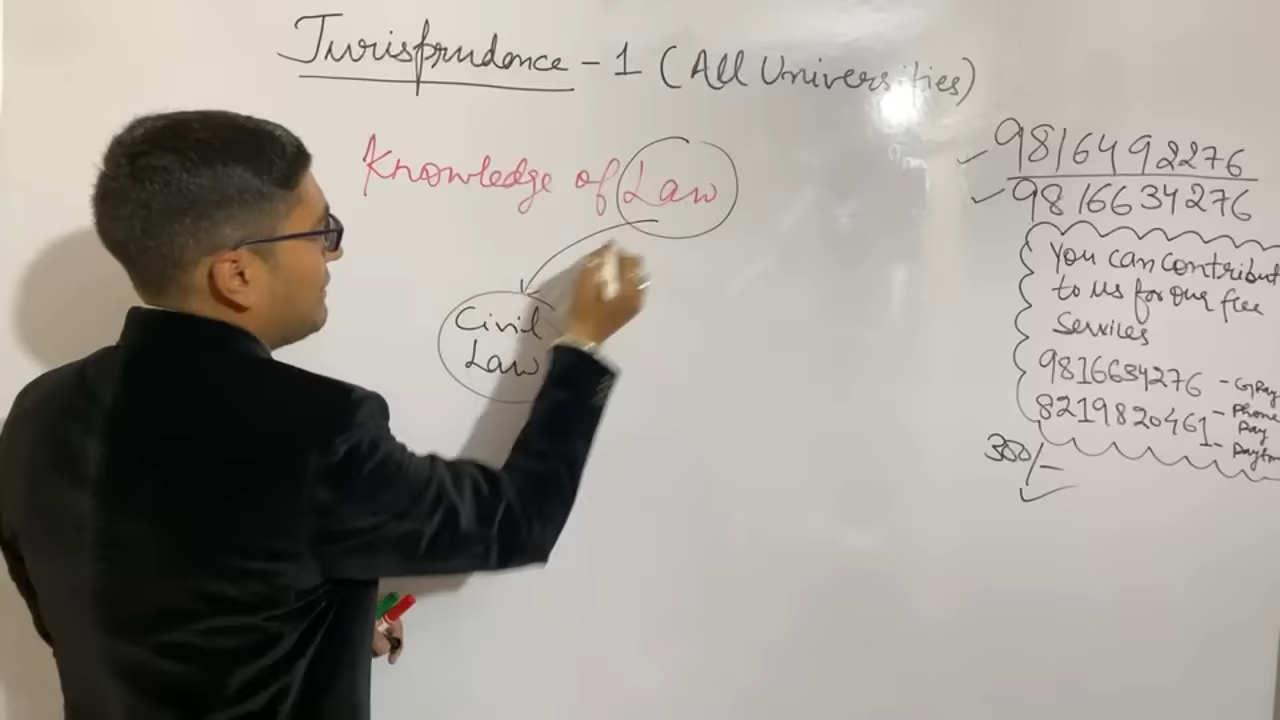 Jurisprudence - 1 (All Universities)
Knowledge of Law
Civil
Law
9816492276
9816634276
You can contribut
to us for our free
Services
9816634276 - GPay
8219820461 - Phone
Pay
- Paytm
300/-